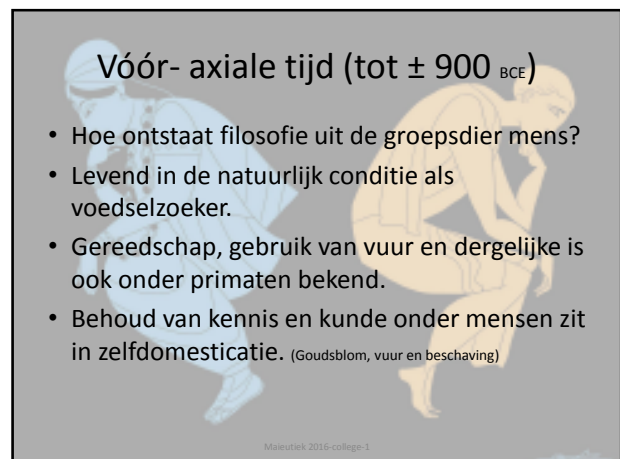 Vóór- axiale tijd (tot ± 900 BCE)
• Hoe ontstaat filosofie uit de groepsdier mens?
• Levend in de natuurlijk conditie als
voedselzoeker.
• Gereedschap, gebruik van vuur en dergelijke is
ook onder primaten bekend.
• Behoud van kennis en kunde onder mensen zit
in zelfdomesticatie. (Goudsblom, vuur en beschaving)
Maieutiek 2016-college-1